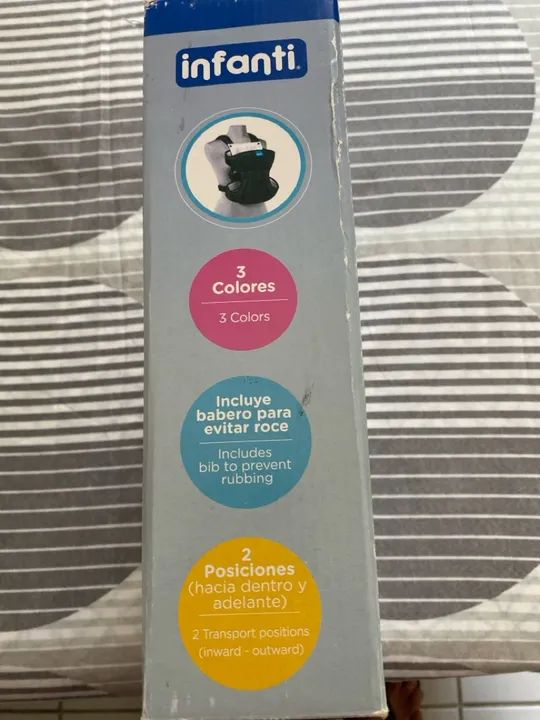 infanti
3
Colores
3 Colors
Incluye
babero para
evitar roce
Includes
bib to prevent
rubbing
2
Posiciones
(hacia dentro y
adelante)
2 Transport positions
(inward - outward)